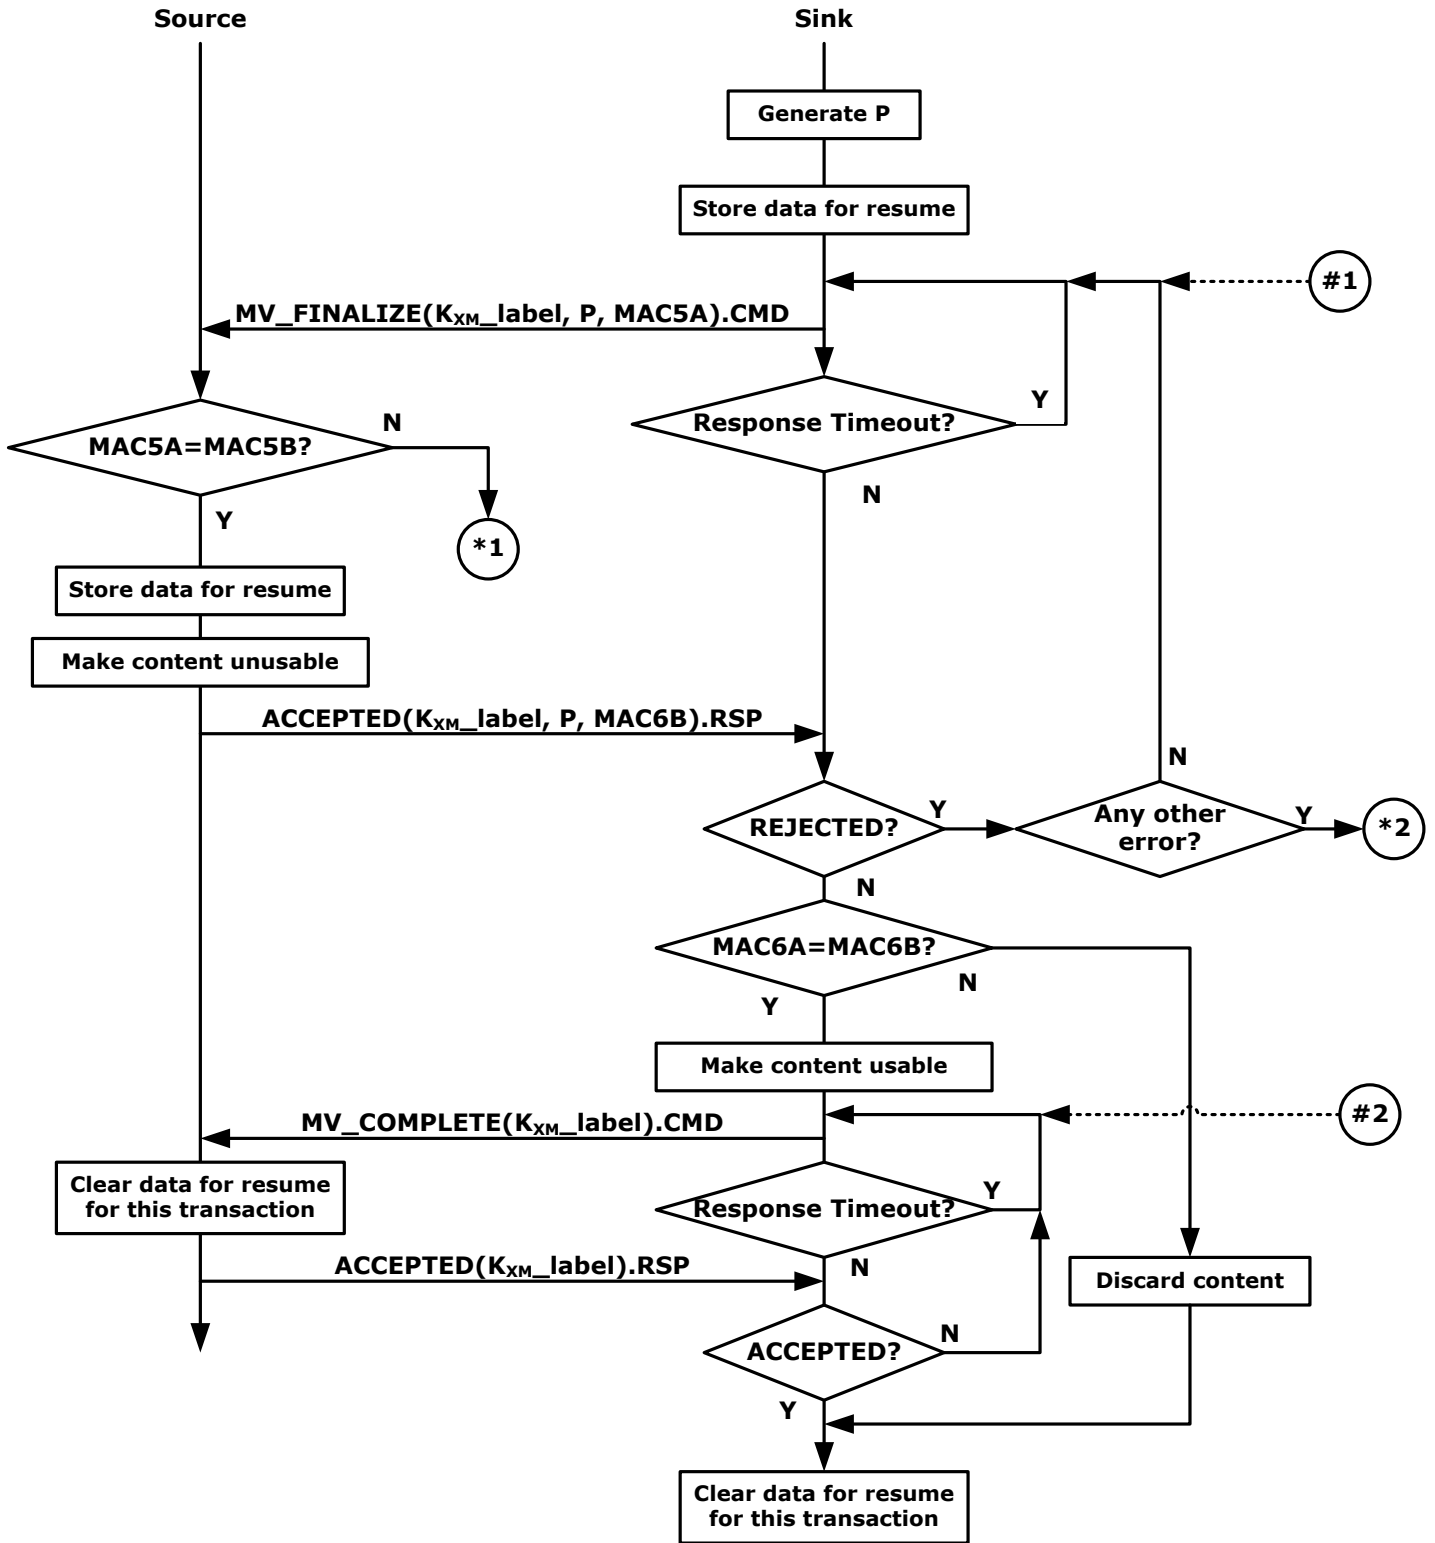 Source
Sink
Generate P
Store data for resume
#1
MV_FINALIZE(KXM_label, P, MAC5A).CMD
Response Timeout?
Y
N
MAC5A=MAC5B?
N
Y
*1
Store data for resume
Make content unusable
ACCEPTED(KXM_label, P, MAC6B).RSP
REJECTED?
Y
N
Any other
error?
N
Y
*2
MAC6A=MAC6B?
N
Y
Make content usable
#2
MV_COMPLETE(KXM_label).CMD
Clear data for resume
for this transaction
Response Timeout?
Y
N
ACCEPTED(KXM_label).RSP
Discard content
ACCEPTED?
N
Y
Clear data for resume
for this transaction